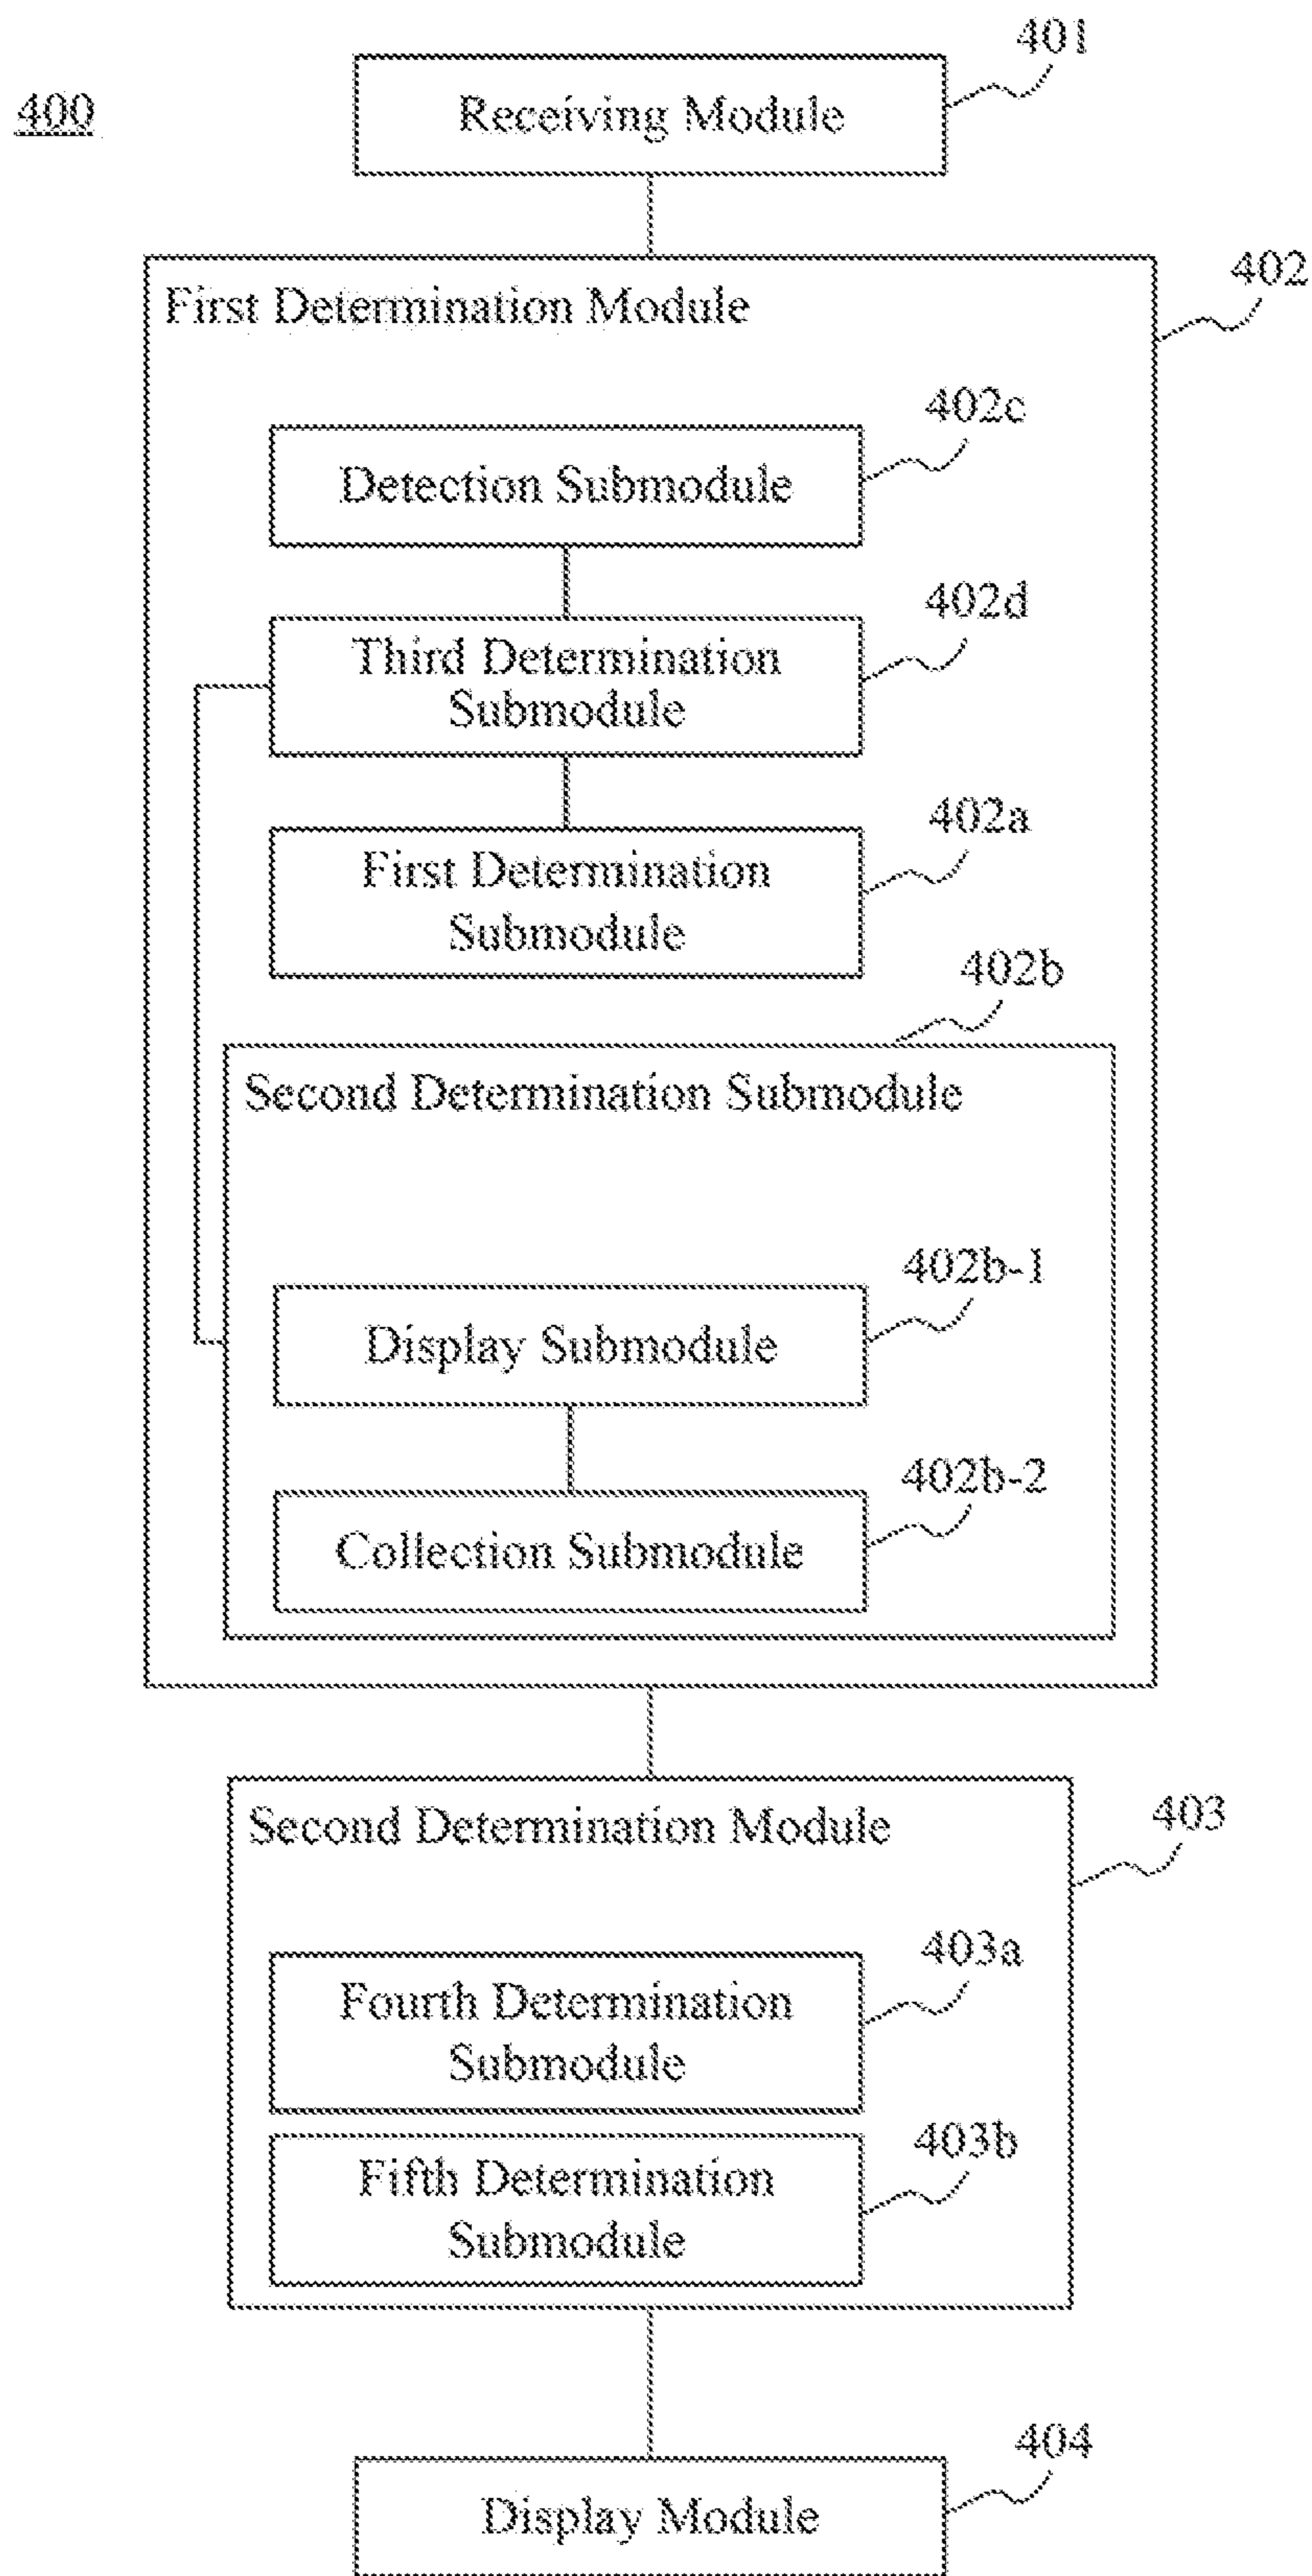 401
400
Receiving Module
402
First Determination Module
402c
Detection Submodule
402d
Third Determination
Submodule
402a
First Determination
Submodule
402b
Second Determination Submodule
402b-1
Display Submodule
402b-2
Collection Submodule
403
Second Determination Module
403a
Fourth Determination
Submodule
403b
Fifth Determination
Submodule
404
Display Module